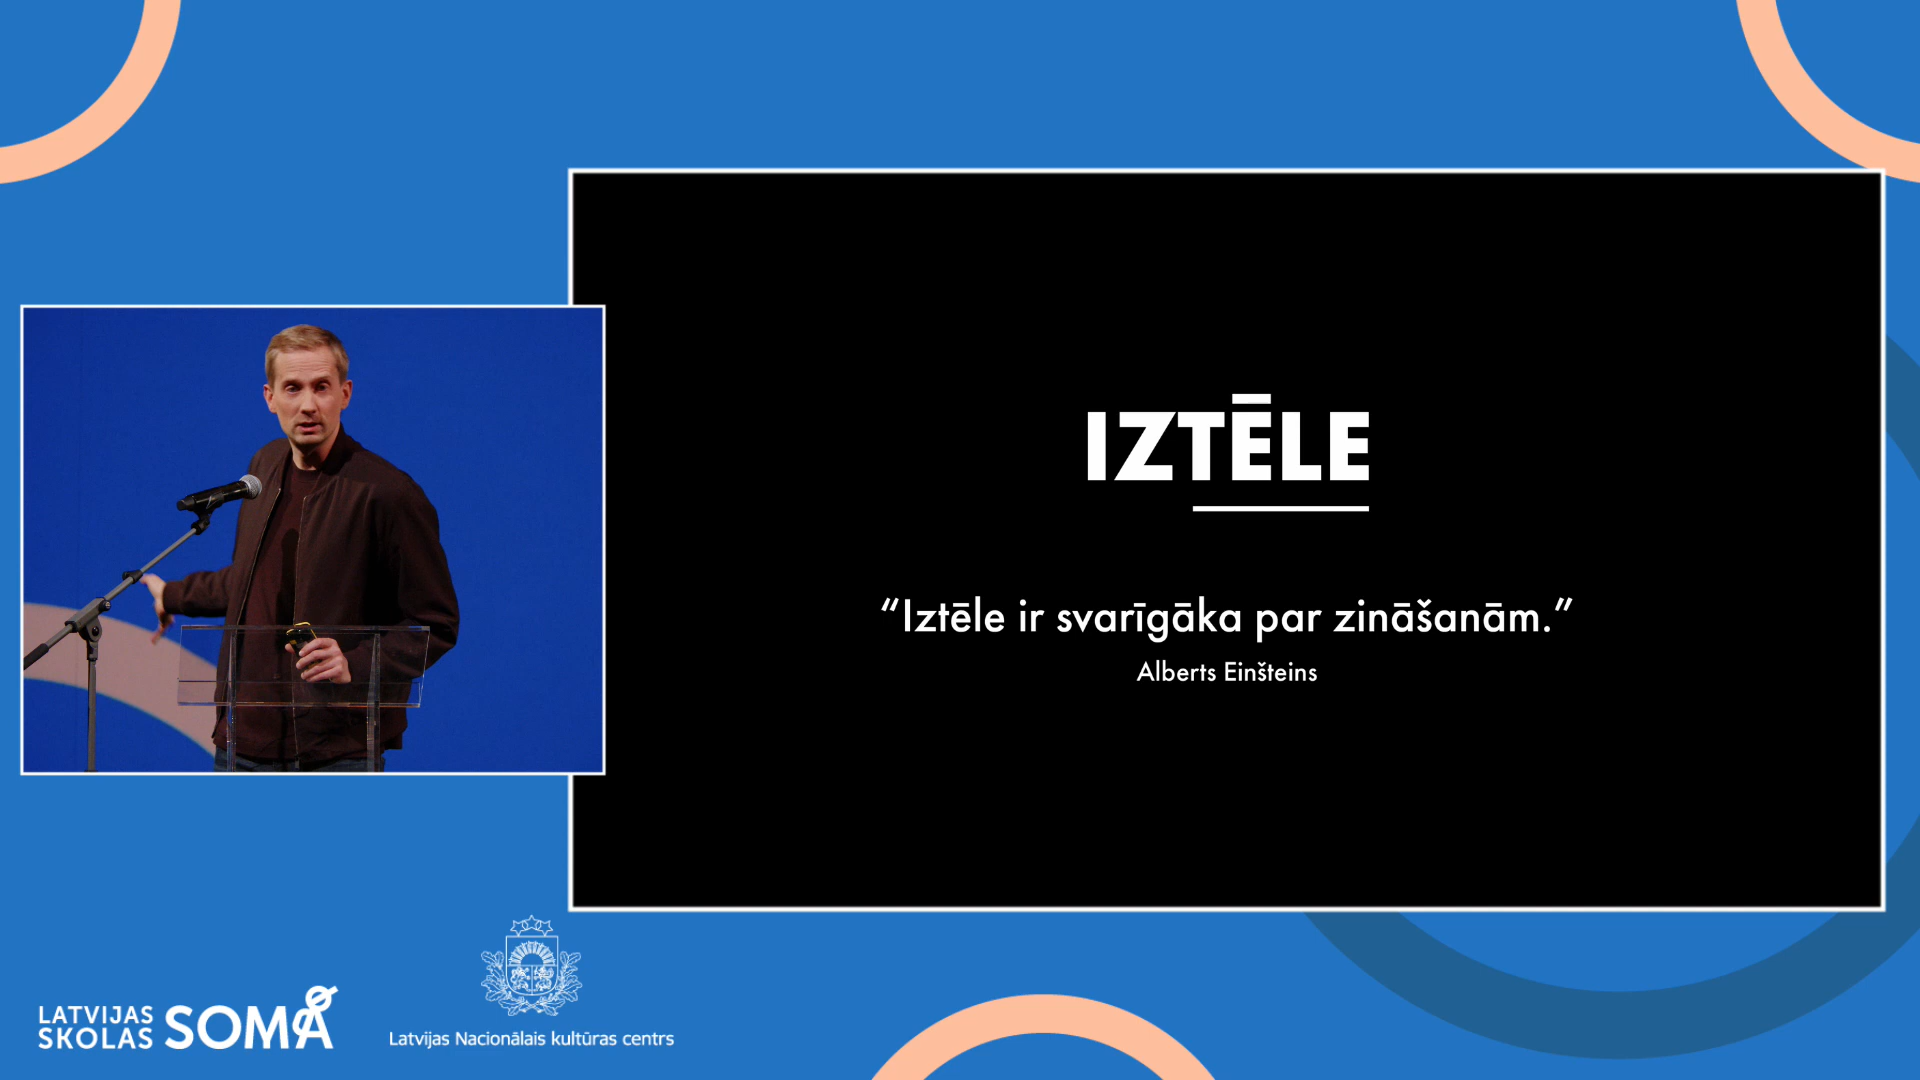 IZTĒLE
“Iztēle ir svarīgāka par zināšanām.”
Alberts Einšteins
LATVIJAS
SKOLAS SOMA
Latvijas Nacionālais kultūras centrs